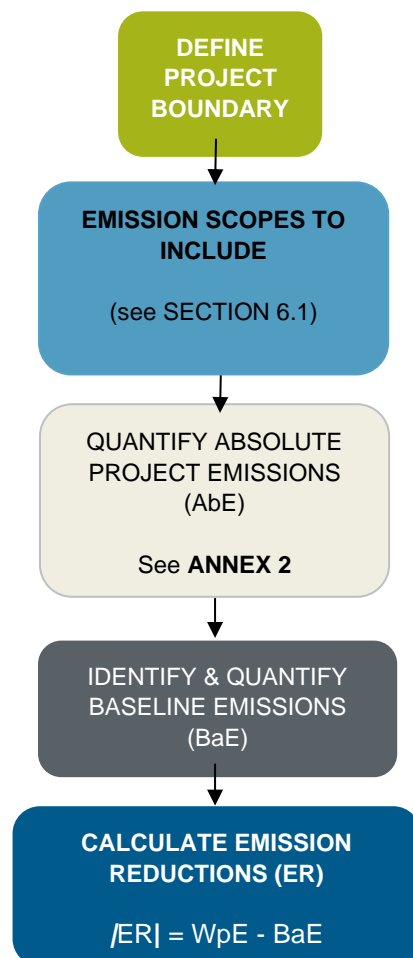 DEFINE
PROJECT
BOUNDARY
EMISSION SCOPES TO
INCLUDE
(see SECTION 6.1)
QUANTIFY ABSOLUTE
PROJECT EMISSIONS
(AbE)
See ANNEX 2
IDENTIFY & QUANTIFY
BASELINE EMISSIONS
(BaE)
CALCULATE EMISSION
REDUCTIONS (ER)
|ER| = WpE - BaE